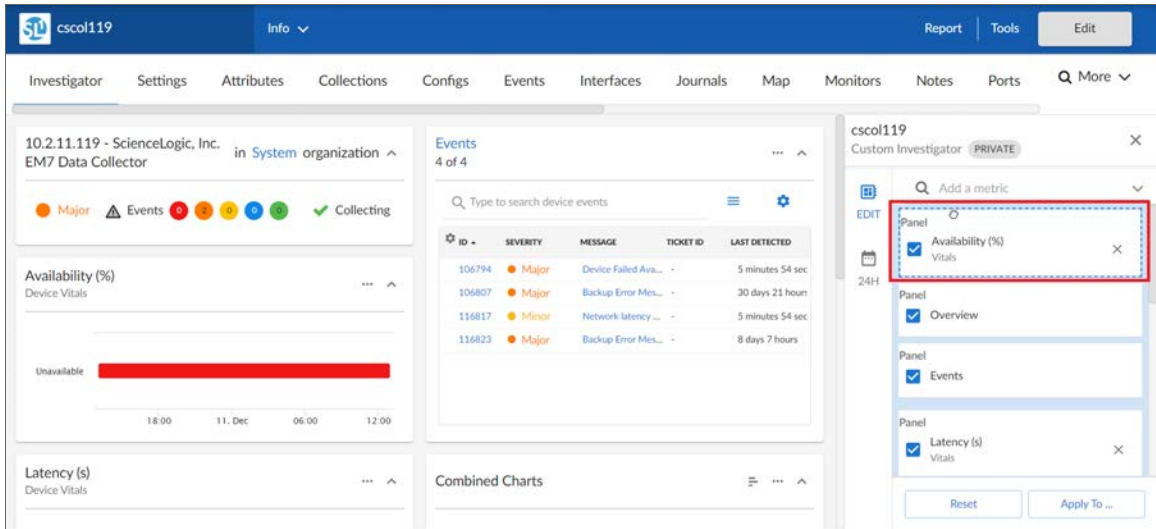 SL1 cscol119
Info
Report
Tools
Edit
Investigator
Settings
Attributes
Collections
Configs
Events
Interfaces
Journals
Map
Monitors
Notes
Ports
More
10.2.11.119 - ScienceLogic, Inc.
EM7 Data Collector
in System organization
Major
Events 0 2 0 0 0
Collecting
Availability (%)
Device Vitals
Unavailable
18:00 11. Dec 06:00 12:00
Latency (s)
Device Vitals
Events
4 of 4
Type to search device events
ID SEVERITY MESSAGE TICKET ID LAST DETECTED
106794 Major Device Failed Ava... - 5 minutes 54 sec
106807 Major Backup Error Mes... - 30 days 21 hours
116817 Minor Network latency ... - 5 minutes 54 sec
116823 Major Backup Error Mes... - 8 days 7 hours
Combined Charts
cscol119
Custom Investigator PRIVATE
EDIT
24H
Add a metric
Panel
Availability (%)
Vitals
Panel
Overview
Panel
Events
Panel
Latency (s)
Vitals
Reset
Apply To ...